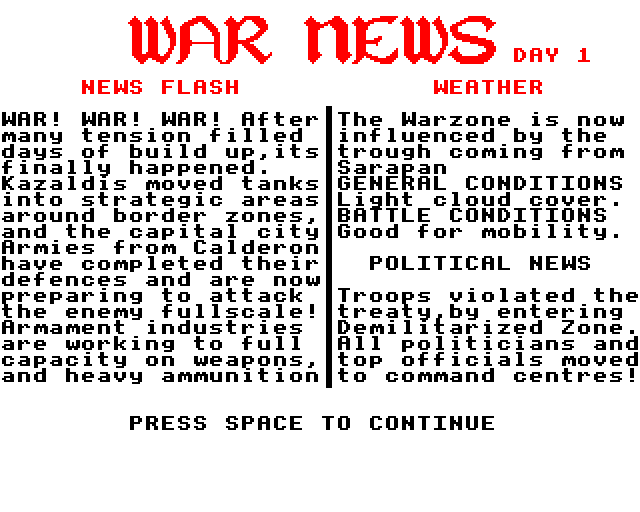 WAR NEWS DAY 1
NEWS FLASH
WAR! WAR! WAR! After
many tension filled
days of build up,its
finally happened.
Kazaldis moved tanks
into strategic areas
around border zones,
and the capital city
Armies from Calderon
have completed their
defences and are now
preparing to attack
the enemy fullscale!
Armament industries
are working to full
capacity on weapons,
and heavy ammunition
WEATHER
The Warzone is now
influenced by the
trough coming from
Sarapan
GENERAL CONDITIONS
Light cloud cover.
BATTLE CONDITIONS
Good for mobility.
POLITICAL NEWS
Troops violated the
treaty,by entering
Demilitarized Zone.
All politicians and
top officials moved
to command centres!
PRESS SPACE TO CONTINUE